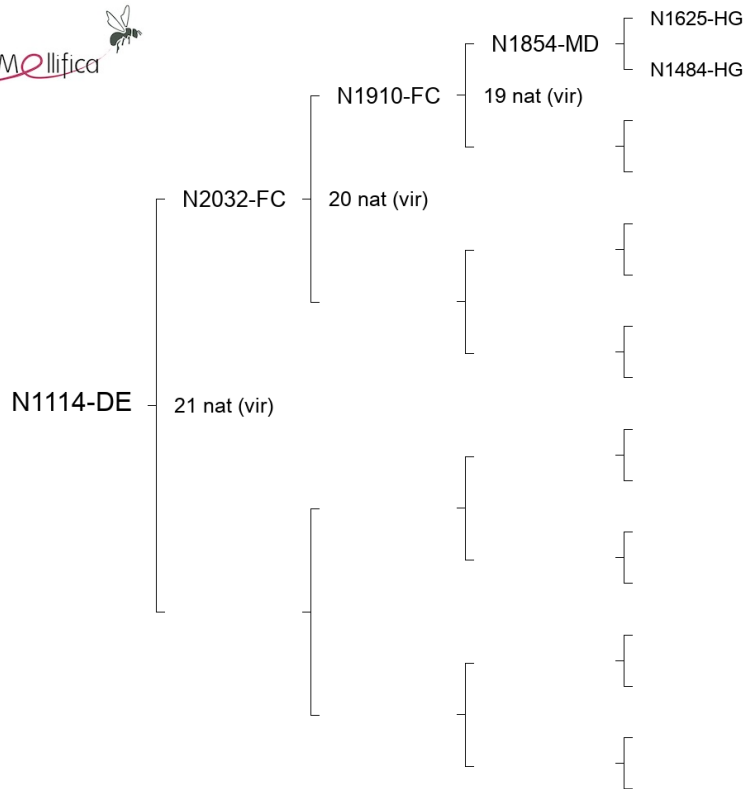 Mellifica
N1625-HG
N1854-MD
N1484-HG
N1910-FC
19 nat (vir)
N2032-FC
20 nat (vir)
N1114-DE
21 nat (vir)